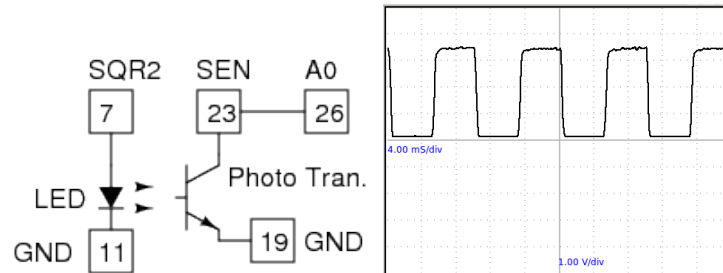 SQR2 SEN A0
7 23 26
Photo Tran.
LED
GND 11 19 GND
4.00 mS/div
1.00 V/div